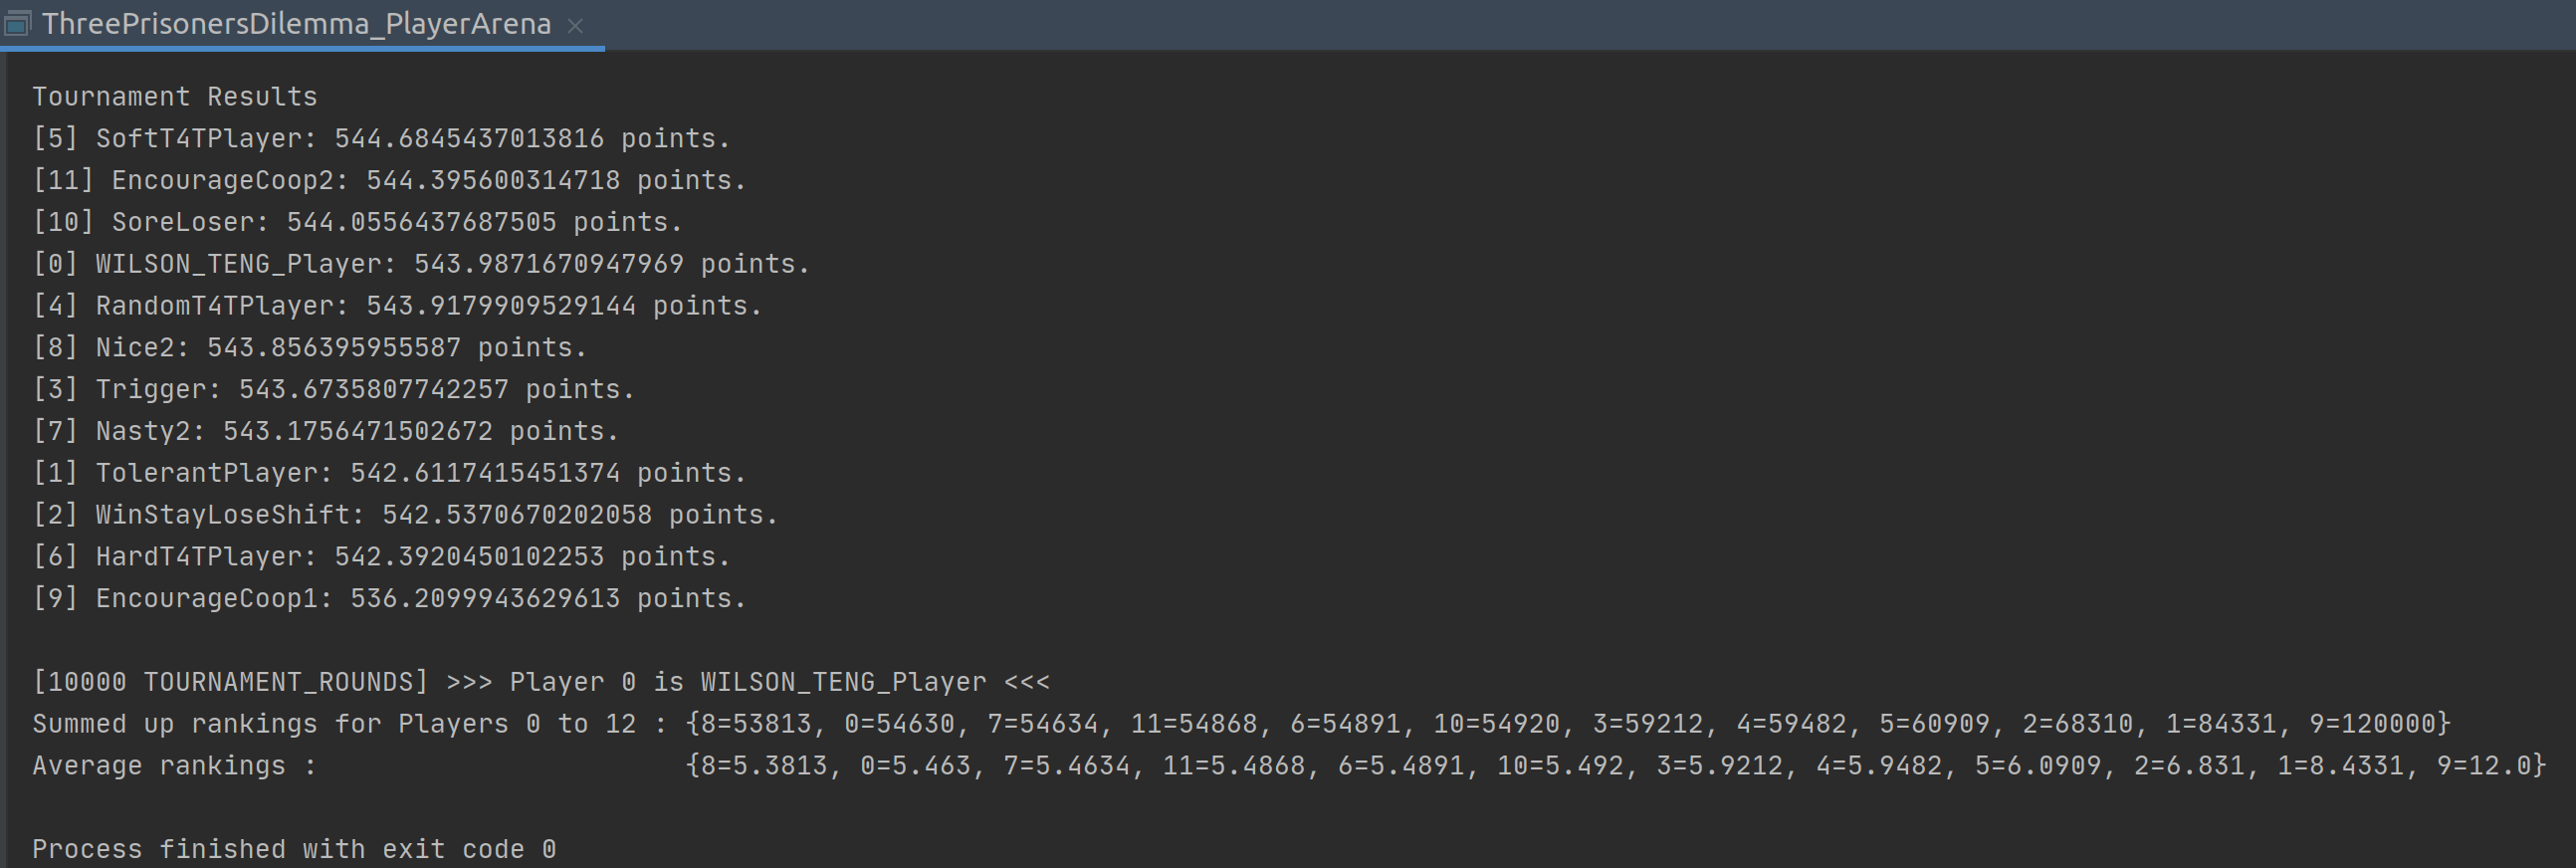 ThreePrisonersDilemma_PlayerArena
Tournament Results
[5] SoftT4TPlayer: 544.6845437013816 points.
[11] EncourageCoop2: 544.395600314718 points.
[10] SoreLoser: 544.0556437687505 points.
[0] WILSON_TENG_Player: 543.9871670947969 points.
[4] RandomT4TPlayer: 543.9179909529144 points.
[8] Nice2: 543.856395955587 points.
[3] Trigger: 543.6735807742257 points.
[7] Nasty2: 543.1756471502672 points.
[1] TolerantPlayer: 542.6117415451374 points.
[2] WinStayLoseShift: 542.5370670202058 points.
[6] HardT4TPlayer: 542.3920450102253 points.
[9] EncourageCoop1: 536.2099943629613 points.
[10000 TOURNAMENT_ROUNDS] >>> Player 0 is WILSON_TENG_Player <<<
Summed up rankings for Players 0 to 12 : {8=53813, 0=54630, 7=54634, 11=54868, 6=54891, 10=54920, 3=59212, 4=59482, 5=60909, 2=68310, 1=84331, 9=120000}
Average rankings : {8=5.3813, 0=5.463, 7=5.4634, 11=5.4868, 6=5.4891, 10=5.492, 3=5.9212, 4=5.9482, 5=6.0909, 2=6.831, 1=8.4331, 9=12.0}
Process finished with exit code 0